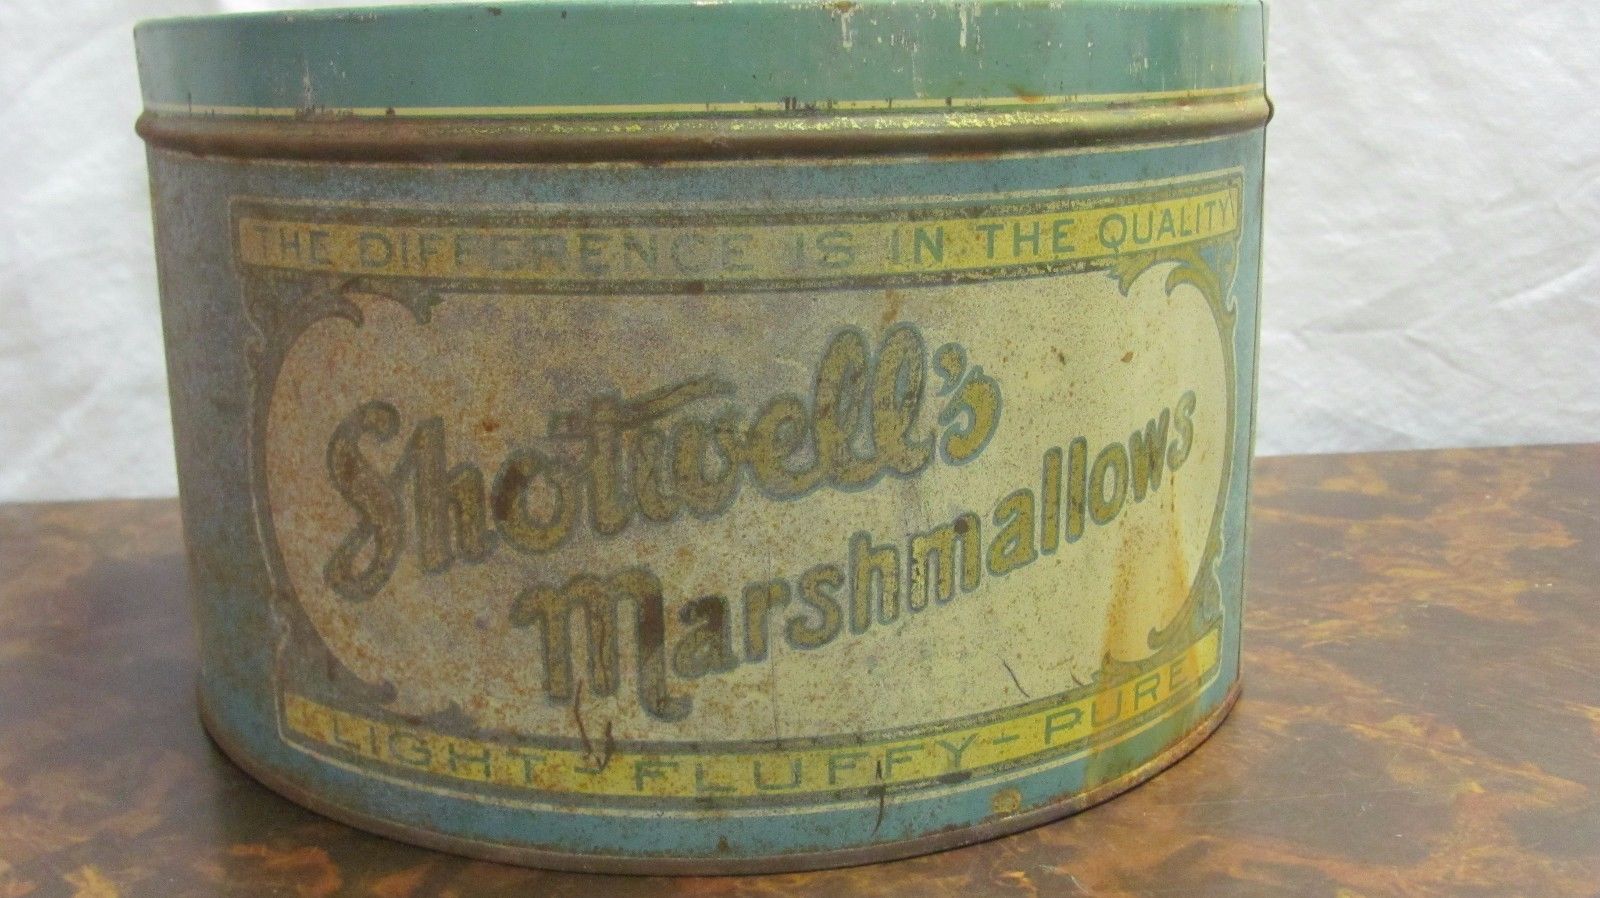 THE DIFFERENCE IS IN THE QUALITY
Shotwell's
Marshmallows
LIGHT-FLUFFY-PURE